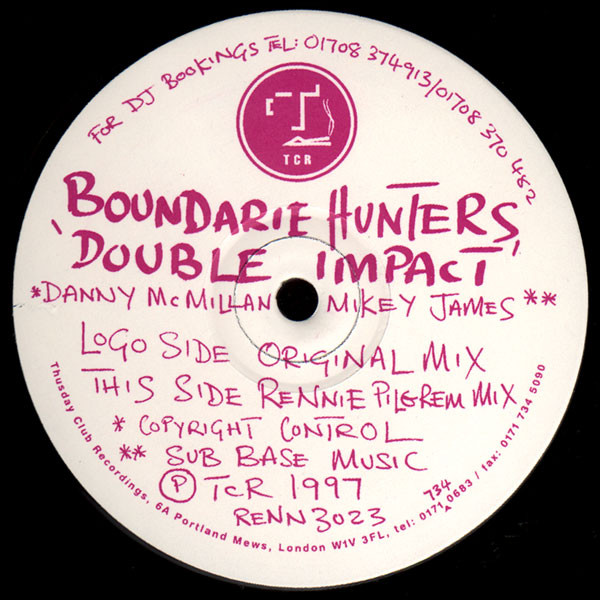 FOR DJ BOOKINGS TEL: 01708 374913/01708 370 482
T
TCR
BOUNDARIE HUNTERS
'DOUBLE IMPACT'
*DANNY McMILLAN MIKEY JAMES **
LOGO SIDE ORIGINAL MIX
THIS SIDE RENNIE PILGREM MIX
* COPYRIGHT CONTROL
** SUB BASE MUSIC
Ⓟ TCR 1997
RENN3023
Thusday Club Recordings, 6A Portland Mews, London W1V 3FL, tel: 0171 734 0683 / fax: 0171 734 5090